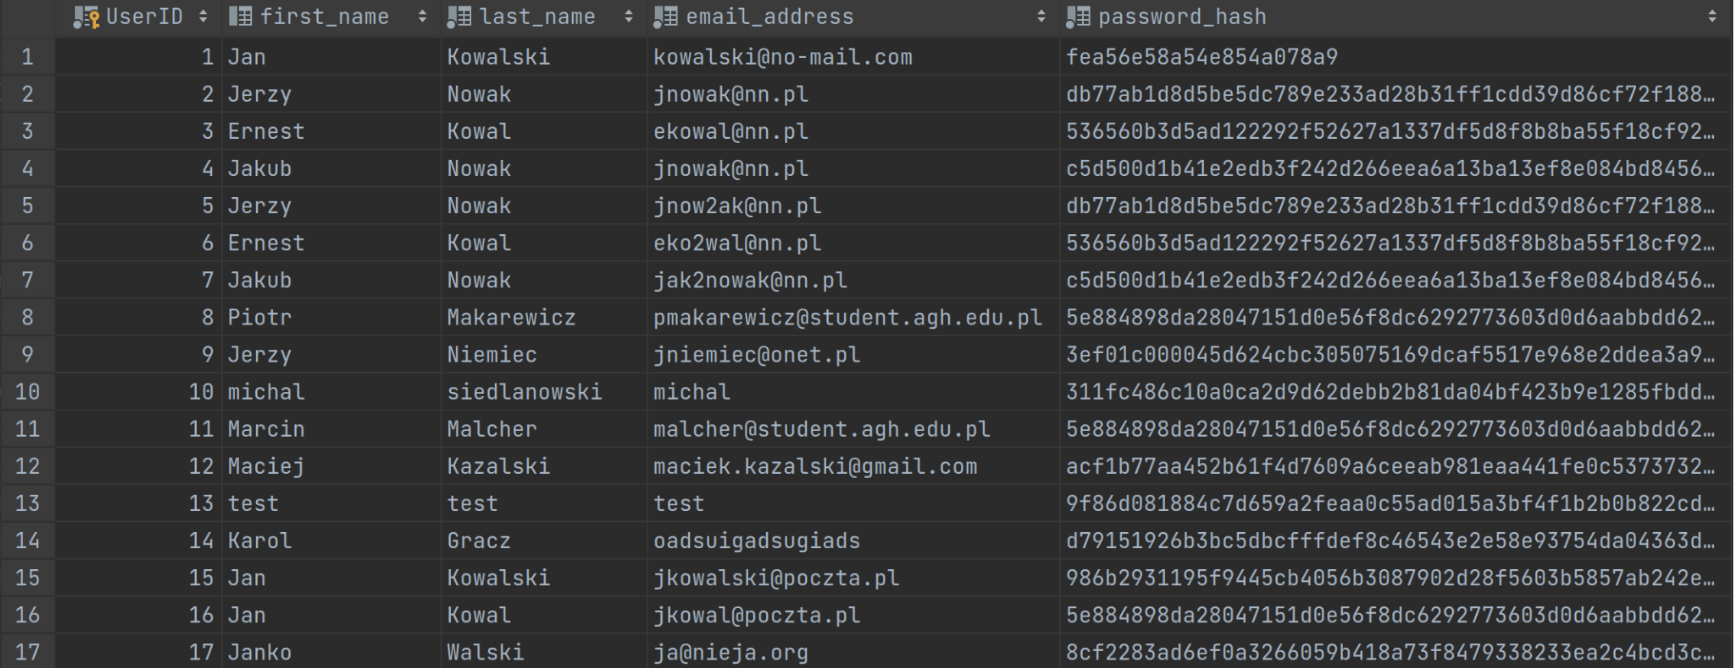 UserID first_name last_name email_address password_hash
1 1 Jan Kowalski kowalski@no-mail.com fea56e58a54e854a078a9
2 2 Jerzy Nowak jnowak@nn.pl db77ab1d8d5be5dc789e233ad28b31ff1cdd39d86cf72f188…
3 3 Ernest Kowal ekowal@nn.pl 536560b3d5ad122292f52627a1337df5d8f8b8ba55f18cf92…
4 4 Jakub Nowak jnowak@nn.pl c5d500d1b41e2edb3f242d266eea6a13ba13ef8e084bd8456…
5 5 Jerzy Nowak jnow2ak@nn.pl db77ab1d8d5be5dc789e233ad28b31ff1cdd39d86cf72f188…
6 6 Ernest Kowal eko2wal@nn.pl 536560b3d5ad122292f52627a1337df5d8f8b8ba55f18cf92…
7 7 Jakub Nowak jak2nowak@nn.pl c5d500d1b41e2edb3f242d266eea6a13ba13ef8e084bd8456…
8 8 Piotr Makarewicz pmakarewicz@student.agh.edu.pl 5e884898da28047151d0e56f8dc6292773603d0d6aabbdd62…
9 9 Jerzy Niemiec jniemiec@onet.pl 3ef01c000045d624cbc305075169dcaf5517e968e2ddea3a9…
10 10 michal siedlanowski michal 311fc486c10a0ca2d9d62debb2b81da04bf423b9e1285fbdd…
11 11 Marcin Malcher malcher@student.agh.edu.pl 5e884898da28047151d0e56f8dc6292773603d0d6aabbdd62…
12 12 Maciej Kazalski maciek.kazalski@gmail.com acf1b77aa452b61f4d7609a6ceeab981eaa441fe0c5373732…
13 13 test test test 9f86d081884c7d659a2feaa0c55ad015a3bf4f1b2b0b822cd…
14 14 Karol Gracz oadsuigadsugiads d79151926b3bc5dbcfffdef8c46543e2e58e93754da04363d…
15 15 Jan Kowalski jkowalski@poczta.pl 986b2931195f9445cb4056b3087902d28f5603b5857ab242e…
16 16 Jan Kowal jkowal@poczta.pl 5e884898da28047151d0e56f8dc6292773603d0d6aabbdd62…
17 17 Janko Walski ja@nieja.org 8cf2283ad6ef0a3266059b418a73f8479338233ea2c4bcd3c…